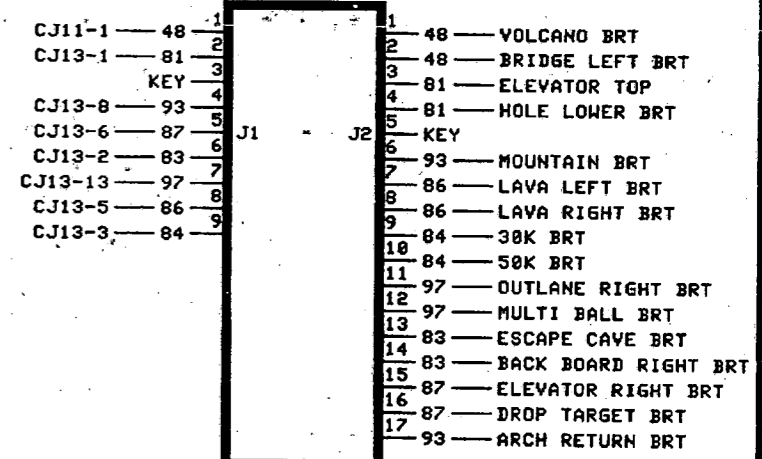 1 1
CJ11-1 48 48 VOLCANO BRT
2 2
CJ13-1 81 48 BRIDGE LEFT BRT
3 3
KEY 81 ELEVATOR TOP
4 4
CJ13-8 93 81 HOLE LOWER BRT
5 5
CJ13-6 87 J1 J2 KEY
6 6
CJ13-2 83 93 MOUNTAIN BRT
7 7
CJ13-13 97 86 LAVA LEFT BRT
8 8
CJ13-5 86 86 LAVA RIGHT BRT
9 9
CJ13-3 84 84 30K BRT
10
84 50K BRT
11
97 OUTLANE RIGHT BRT
12
97 MULTI BALL BRT
13
83 ESCAPE CAVE BRT
14
83 BACK BOARD RIGHT BRT
15
87 ELEVATOR RIGHT BRT
16
87 DROP TARGET BRT
17
93 ARCH RETURN BRT